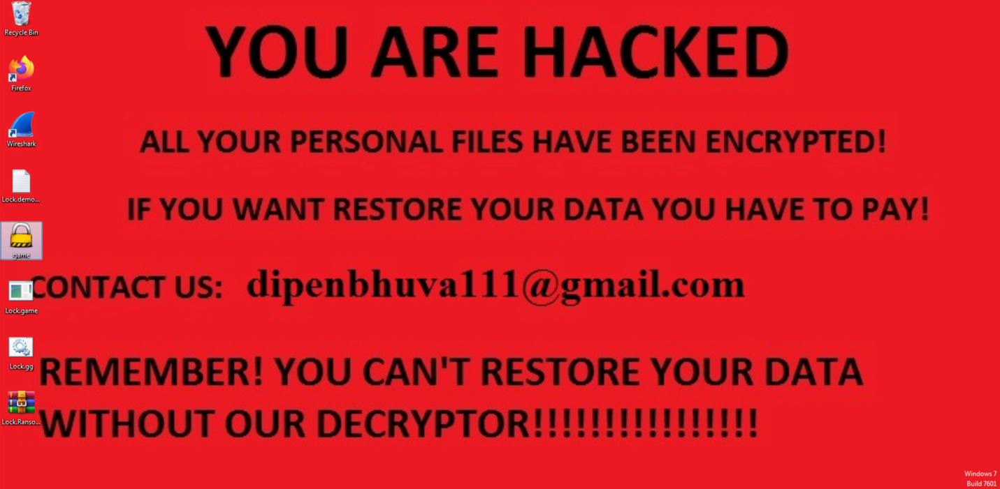 Recycle Bin
YOU ARE HACKED
Firefox
ALL YOUR PERSONAL FILES HAVE BEEN ENCRYPTED!
Wireshark
IF YOU WANT RESTORE YOUR DATA YOU HAVE TO PAY!
Lock.demo...
game
CONTACT US: dipenbhuva111@gmail.com
Lock.game
Lock.gg
REMEMBER! YOU CAN'T RESTORE YOUR DATA
WITHOUT OUR DECRYPTOR!!!!!!!!!!!!!!!!
Lock.Ranso...
Windows 7
Build 7601